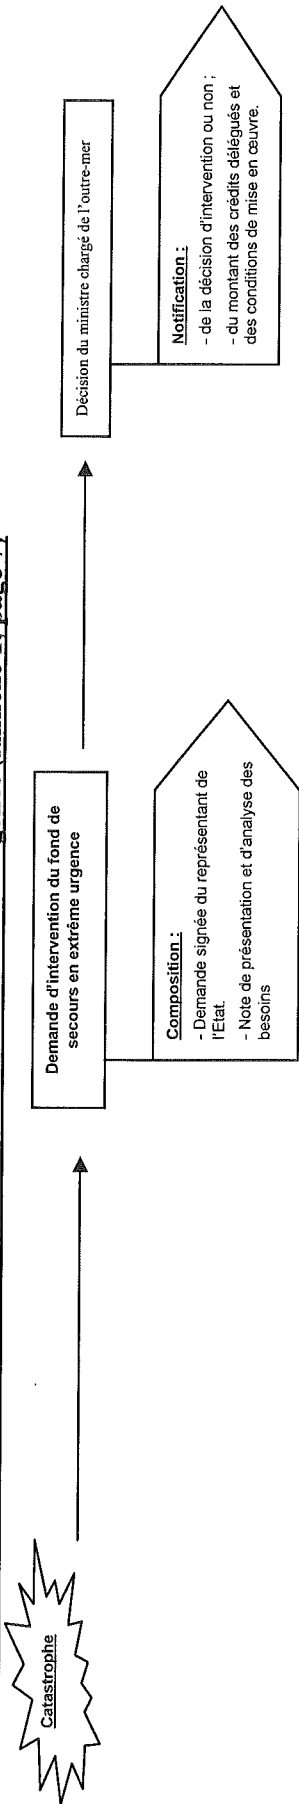 Catastrophe
Demande d'intervention du fond de
secours en extrême urgence
Composition :
- Demande signée du représentant de
l'Etat.
- Note de présentation et d'analyse des
besoins
Décision du ministre chargé de l'outre-mer
Notification :
- de la décision d'intervention ou non ;
- du montant des crédits délégués et
des conditions de mise en œuvre.